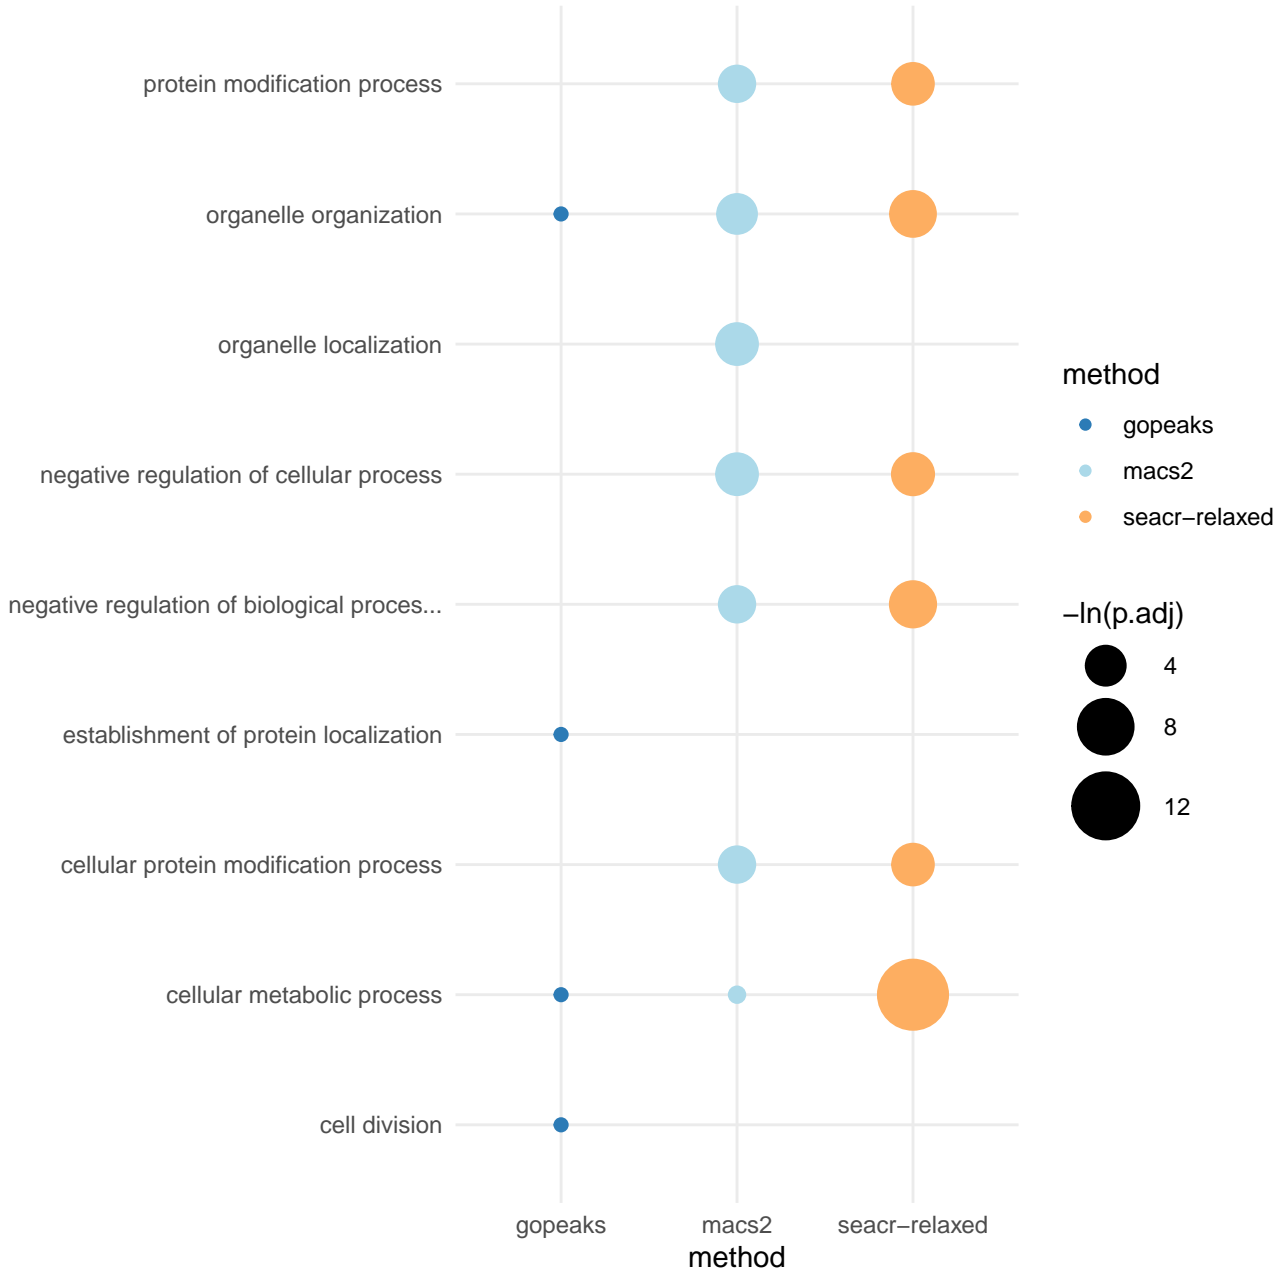 protein modification process
organelle organization
organelle localization
negative regulation of cellular process
negative regulation of biological proces...
establishment of protein localization
cellular protein modification process
cellular metabolic process
cell division
gopeaks
macs2
seacr−relaxed
method
method
gopeaks
macs2
seacr−relaxed
−ln(p.adj)
4
8
12